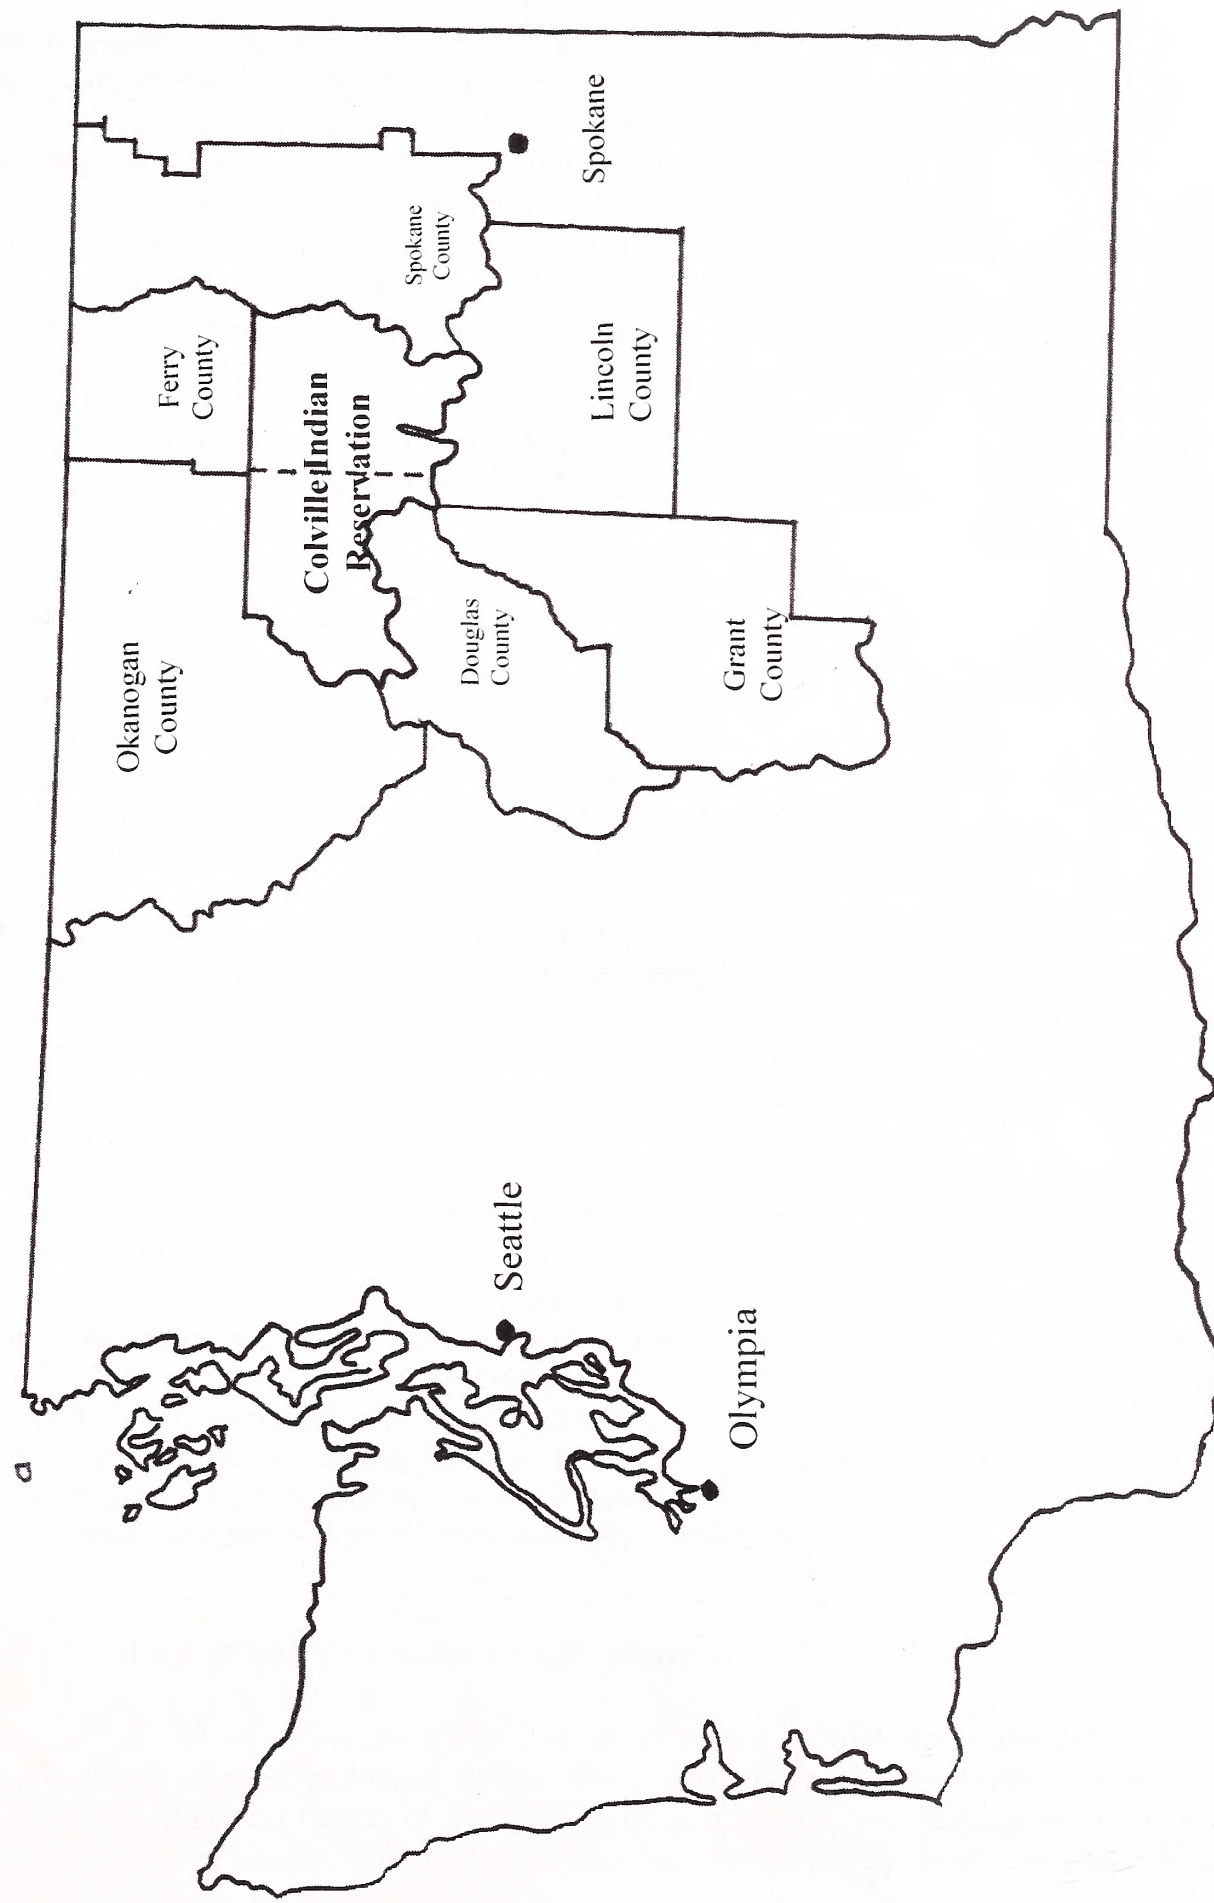 Okanogan
County
Ferry
County
Colville Indian
Reservation
Spokane
County
Douglas
County
Lincoln
County
Spokane
Grant
County
Seattle
Olympia